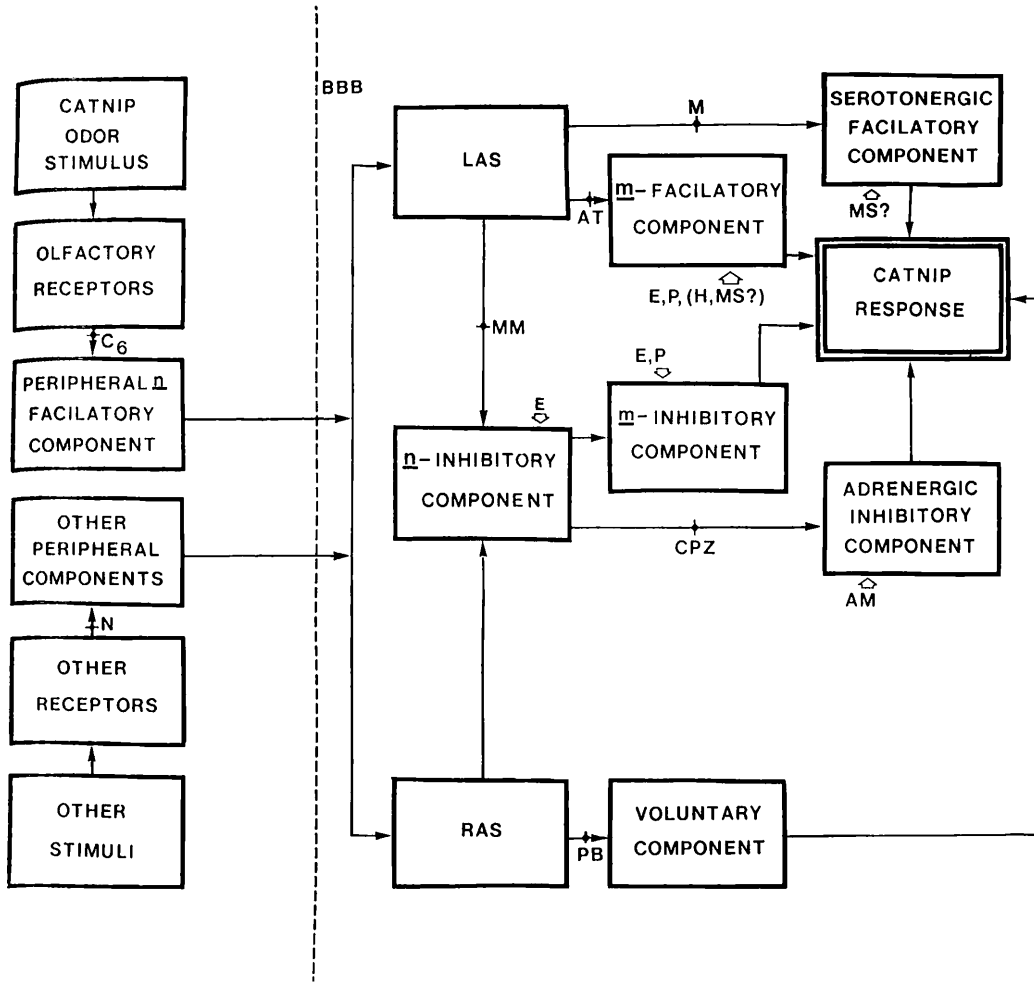 BBB
CATNIP
ODOR
STIMULUS
OLFACTORY
RECEPTORS
C6
PERIPHERAL n
FACILATORY
COMPONENT
OTHER
PERIPHERAL
COMPONENTS
N
OTHER
RECEPTORS
OTHER
STIMULI
LAS
M
SEROTONERGIC
FACILATORY
COMPONENT
MS?
AT
m-FACILATORY
COMPONENT
E,P,(H,MS?)
CATNIP
RESPONSE
MM
E,P
m-INHIBITORY
COMPONENT
E
n-INHIBITORY
COMPONENT
CPZ
ADRENERGIC
INHIBITORY
COMPONENT
AM
RAS
PB
VOLUNTARY
COMPONENT